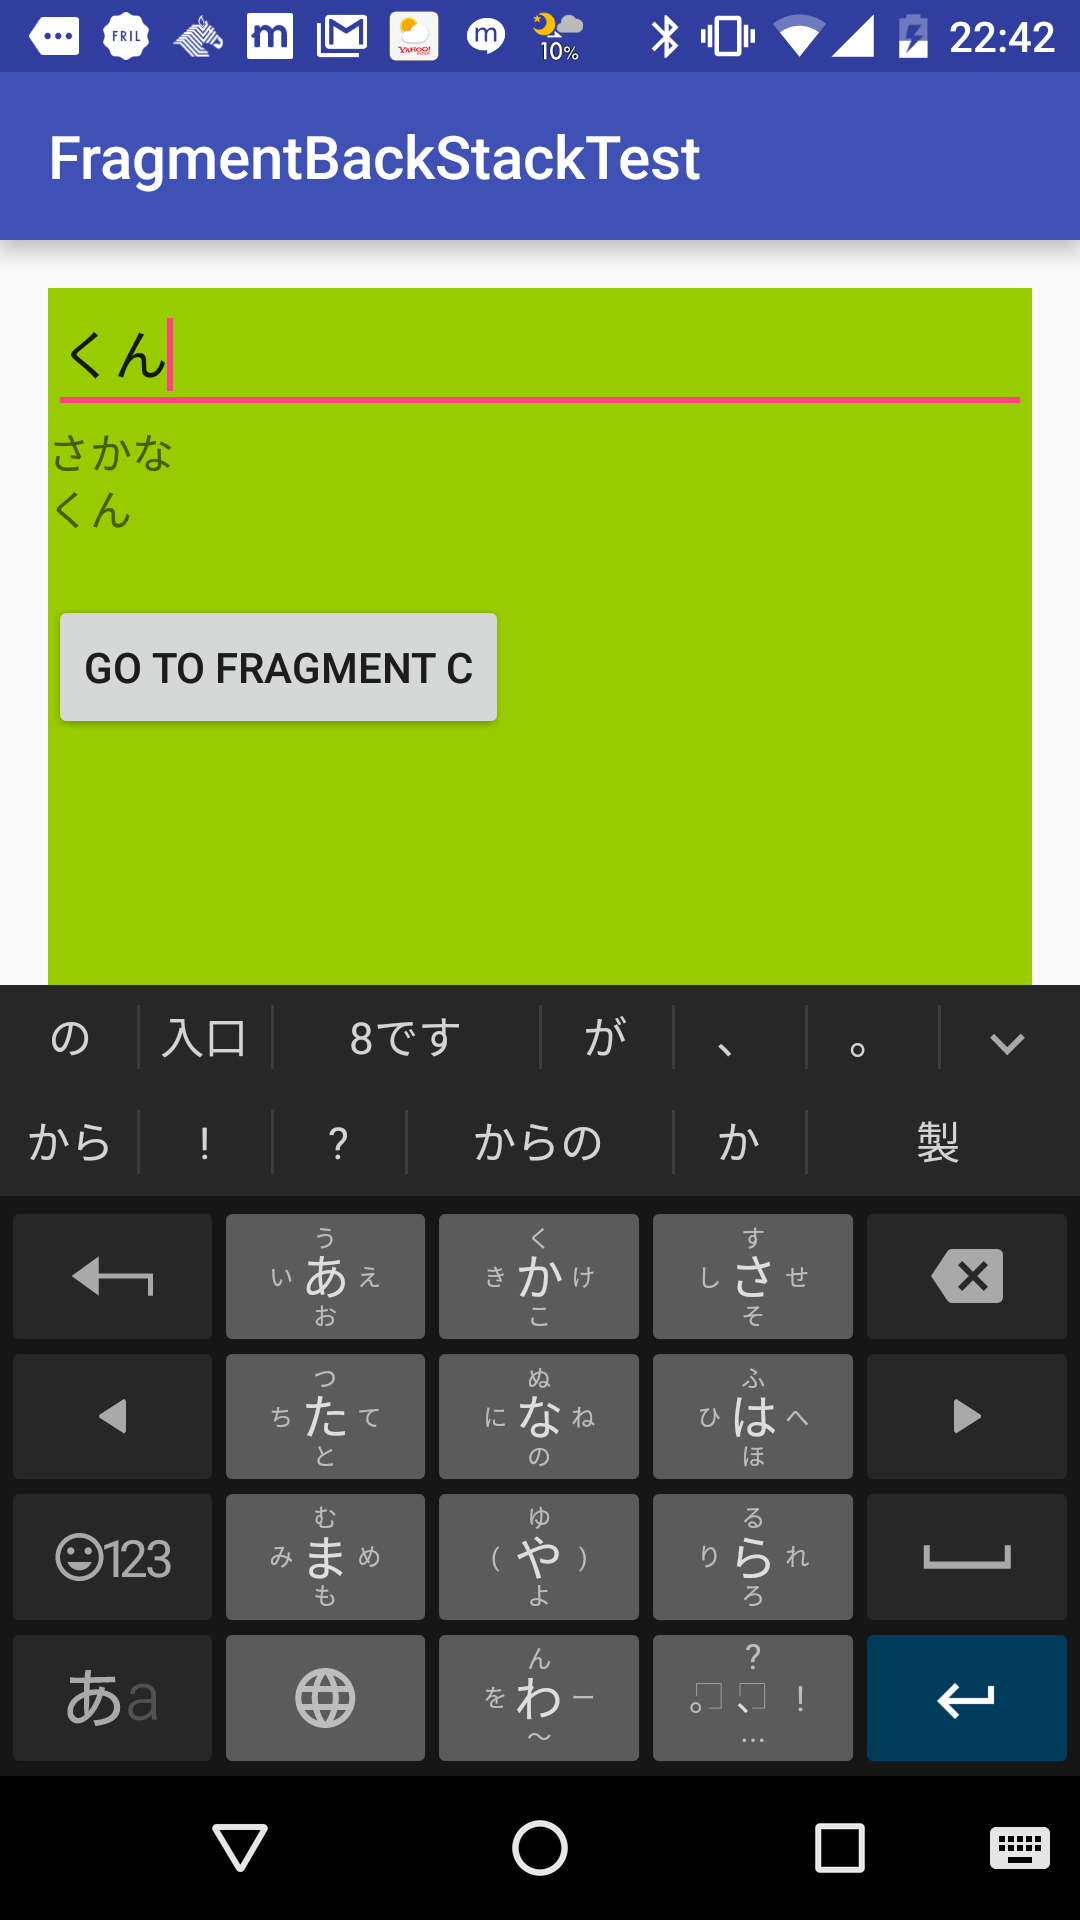 FRIL m YAHOO! m 10% 22:42
FragmentBackStackTest
くん
さかな
くん
GO TO FRAGMENT C
の 入口 8です が 、 。
から ! ? からの か 製
う く す
い あ え き か け し さ せ
お こ そ
つ ぬ ふ
ち た て に な ね ひ は へ
と の ほ
む ゆ る
123 み ま め ( や ) り ら れ
も よ ろ
ん ?
あa を わ ー 。 、 !
〜 …